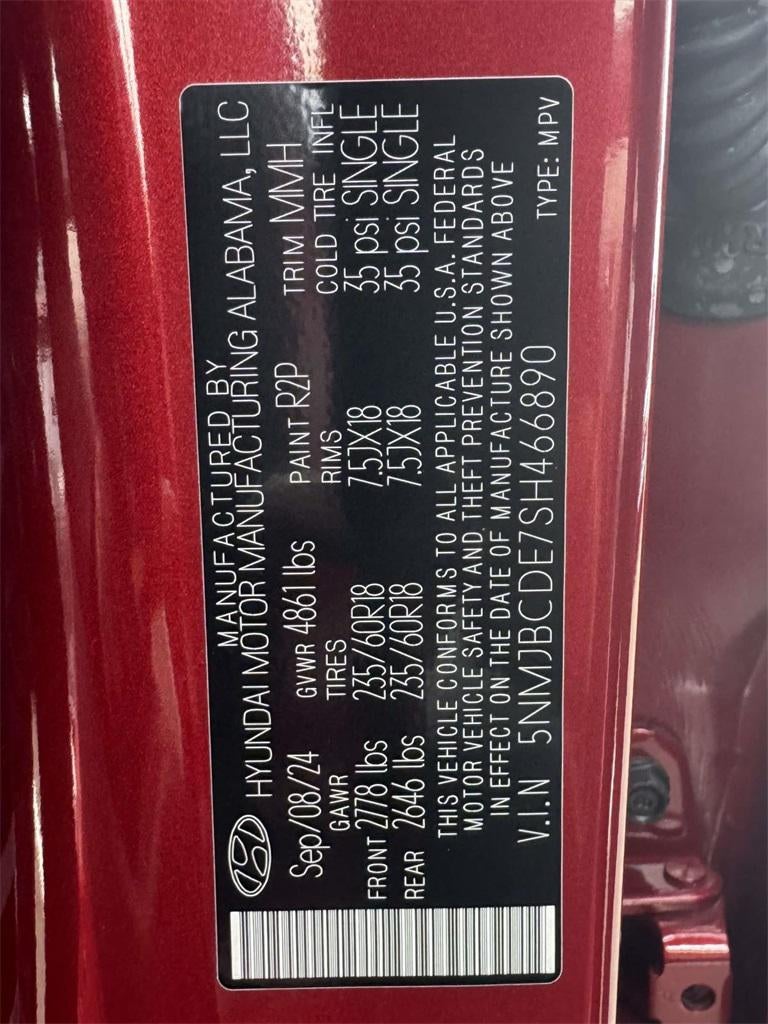 MANUFACTURED BY
HYUNDAI MOTOR MANUFACTURING ALABAMA, LLC
Sep/08/24 GVWR 4861 lbs PAINT R2P TRIM MMH
GAWR TIRES RIMS COLD TIRE INFL
FRONT 2778 lbs 235/60R18 7.5JX18 35 psi SINGLE
REAR 2646 lbs 235/60R18 7.5JX18 35 psi SINGLE
THIS VEHICLE CONFORMS TO ALL APPLICABLE U.S.A. FEDERAL
MOTOR VEHICLE SAFETY AND THEFT PREVENTION STANDARDS
IN EFFECT ON THE DATE OF MANUFACTURE SHOWN ABOVE
V.I.N 5NMJBCDE7SH466890 TYPE: MPV